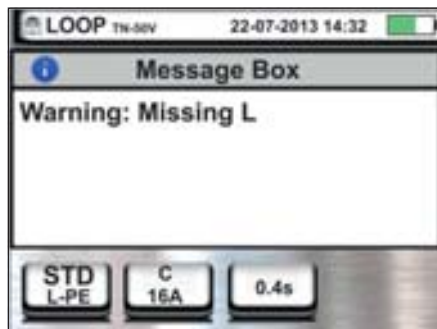 LOOP TN-50V 22-07-2013 14:32
Message Box
Warning: Missing L
STD
L-PE
C
16A
0.4s